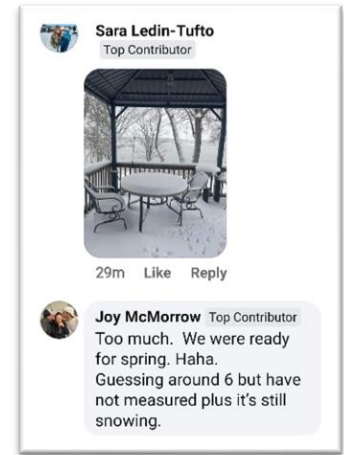 Sara Ledin-Tufto
Top Contributor
29m Like Reply
Joy McMorrow Top Contributor
Too much. We were ready
for spring. Haha.
Guessing around 6 but have
not measured plus it's still
snowing.